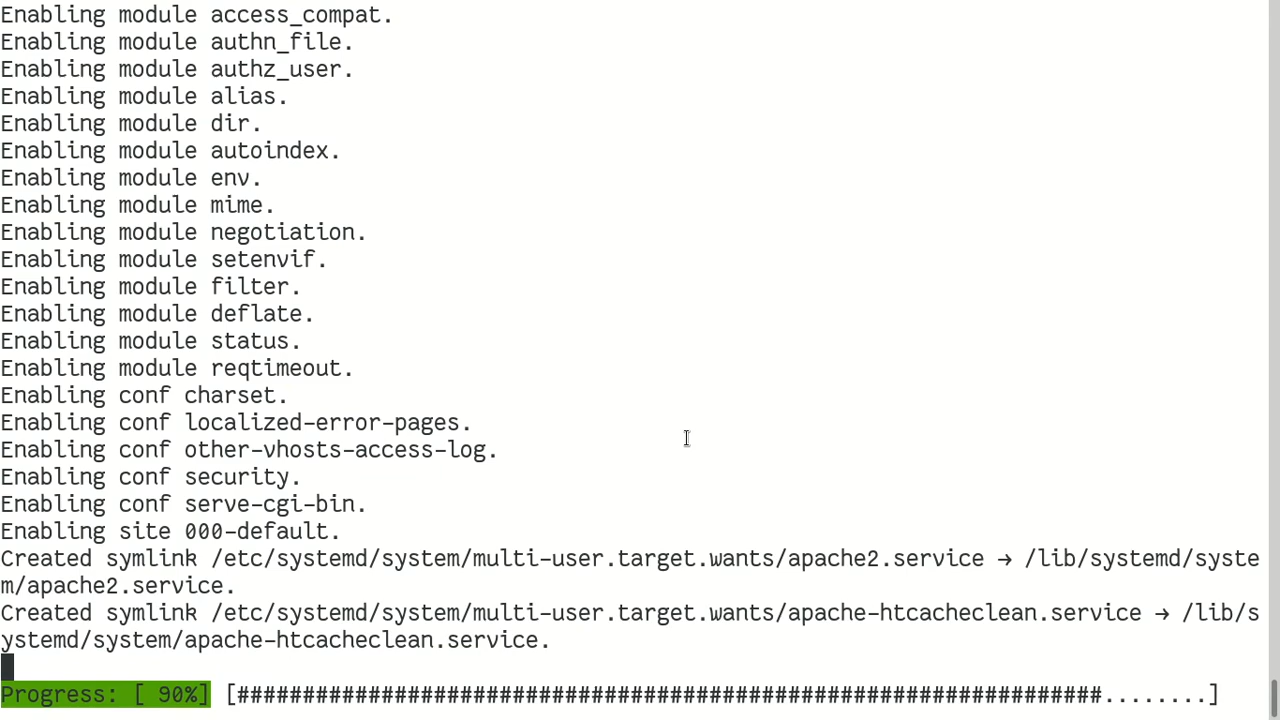 Enabling module access_compat.
Enabling module authn_file.
Enabling module authz_user.
Enabling module alias.
Enabling module dir.
Enabling module autoindex.
Enabling module env.
Enabling module mime.
Enabling module negotiation.
Enabling module setenvif.
Enabling module filter.
Enabling module deflate.
Enabling module status.
Enabling module reqtimeout.
Enabling conf charset.
Enabling conf localized-error-pages.
Enabling conf other-vhosts-access-log.
Enabling conf security.
Enabling conf serve-cgi-bin.
Enabling site 000-default.
Created symlink /etc/systemd/system/multi-user.target.wants/apache2.service → /lib/systemd/syste
m/apache2.service.
Created symlink /etc/systemd/system/multi-user.target.wants/apache-htcacheclean.service → /lib/s
ystemd/system/apache-htcacheclean.service.
Progress: [ 90%] [##################################################################........]